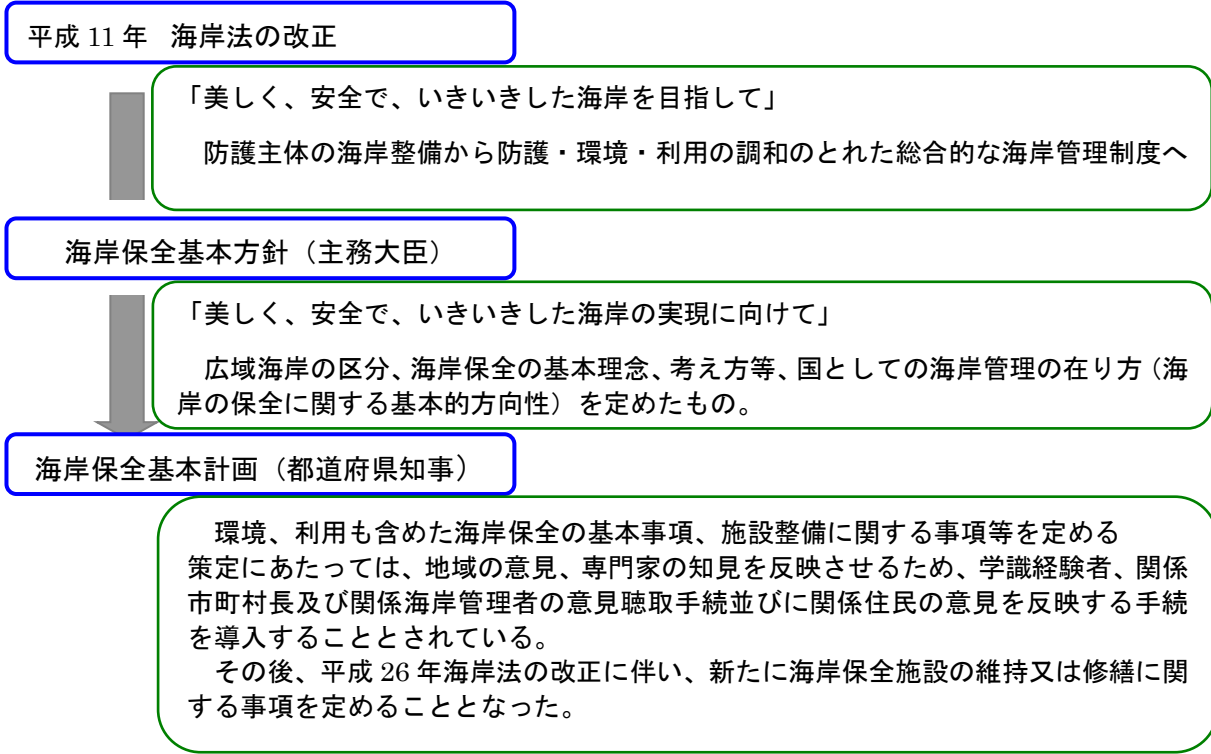 平成 11 年 海岸法の改正
「美しく、安全で、いきいきした海岸を目指して」
防護主体の海岸整備から防護・環境・利用の調和のとれた総合的な海岸管理制度へ
海岸保全基本方針（主務大臣）
「美しく、安全で、いきいきした海岸の実現に向けて」
広域海岸の区分、海岸保全の基本理念、考え方等、国としての海岸管理の在り方（海
岸の保全に関する基本的方向性）を定めたもの。
海岸保全基本計画（都道府県知事）
環境、利用も含めた海岸保全の基本事項、施設整備に関する事項等を定める
策定にあたっては、地域の意見、専門家の知見を反映させるため、学識経験者、関係
市町村長及び関係海岸管理者の意見聴取手続並びに関係住民の意見を反映する手続
を導入することとされている。
その後、平成 26 年海岸法の改正に伴い、新たに海岸保全施設の維持又は修繕に関
する事項を定めることとなった。